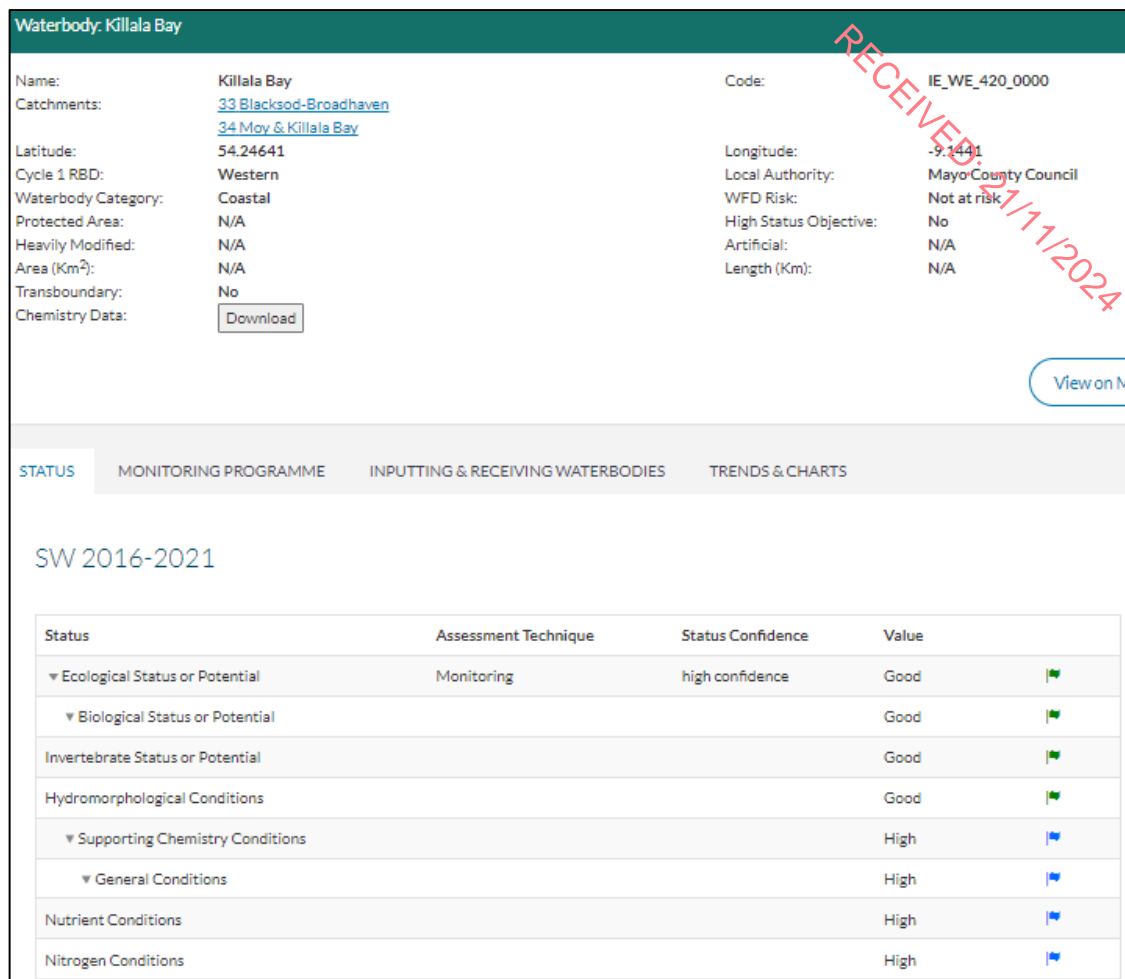 Waterbody: Killala Bay
RECEIVED: 21/11/2024
Name: Killala Bay Code: IE_WE_420_0000
Catchments: 33 Blacksod-Broadhaven
34 Moy & Killala Bay
Latitude: 54.24641 Longitude: -9.1441
Cycle 1 RBD: Western Local Authority: Mayo County Council
Waterbody Category: Coastal WFD Risk: Not at risk
Protected Area: N/A High Status Objective: No
Heavily Modified: N/A Artificial: N/A
Area (Km²): N/A Length (Km): N/A
Transboundary: No
Chemistry Data: Download
View on M
STATUS MONITORING PROGRAMME INPUTTING & RECEIVING WATERBODIES TRENDS & CHARTS
SW 2016-2021
Status Assessment Technique Status Confidence Value
▼ Ecological Status or Potential Monitoring high confidence Good
▼ Biological Status or Potential Good
Invertebrate Status or Potential Good
Hydromorphological Conditions Good
▼ Supporting Chemistry Conditions High
▼ General Conditions High
Nutrient Conditions High
Nitrogen Conditions High